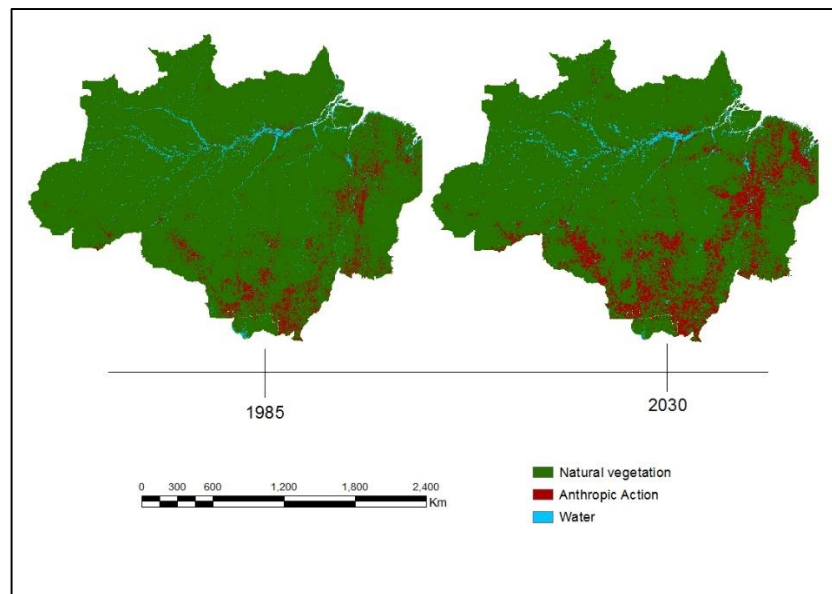 1985
2030
0 300 600 1,200 1,800 2,400
Km
Natural vegetation
Anthropic Action
Water